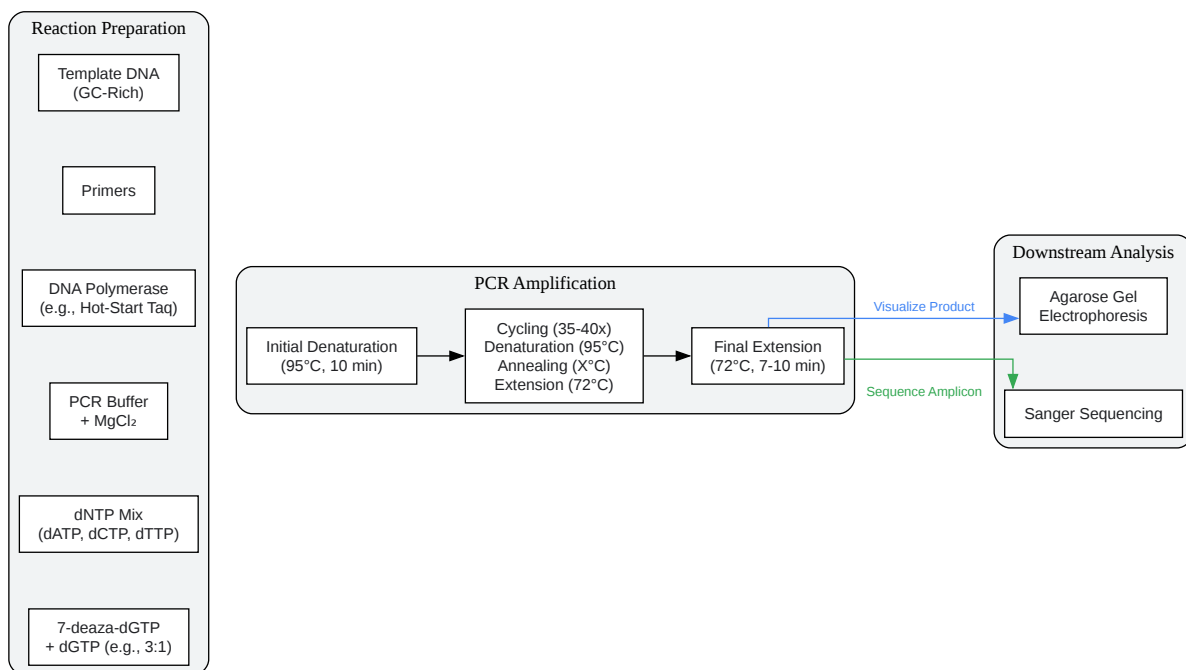 Reaction Preparation
Template DNA
(GC-Rich)
Primers
DNA Polymerase
(e.g., Hot-Start Taq)
PCR Buffer
+ MgCl₂
dNTP Mix
(dATP, dCTP, dTTP)
7-deaza-dGTP
+ dGTP (e.g., 3:1)
PCR Amplification
Initial Denaturation
(95°C, 10 min)
Cycling (35-40x)
Denaturation (95°C)
Annealing (X°C)
Extension (72°C)
Final Extension
(72°C, 7-10 min)
Visualize Product
Sequence Amplicon
Downstream Analysis
Agarose Gel
Electrophoresis
Sanger Sequencing